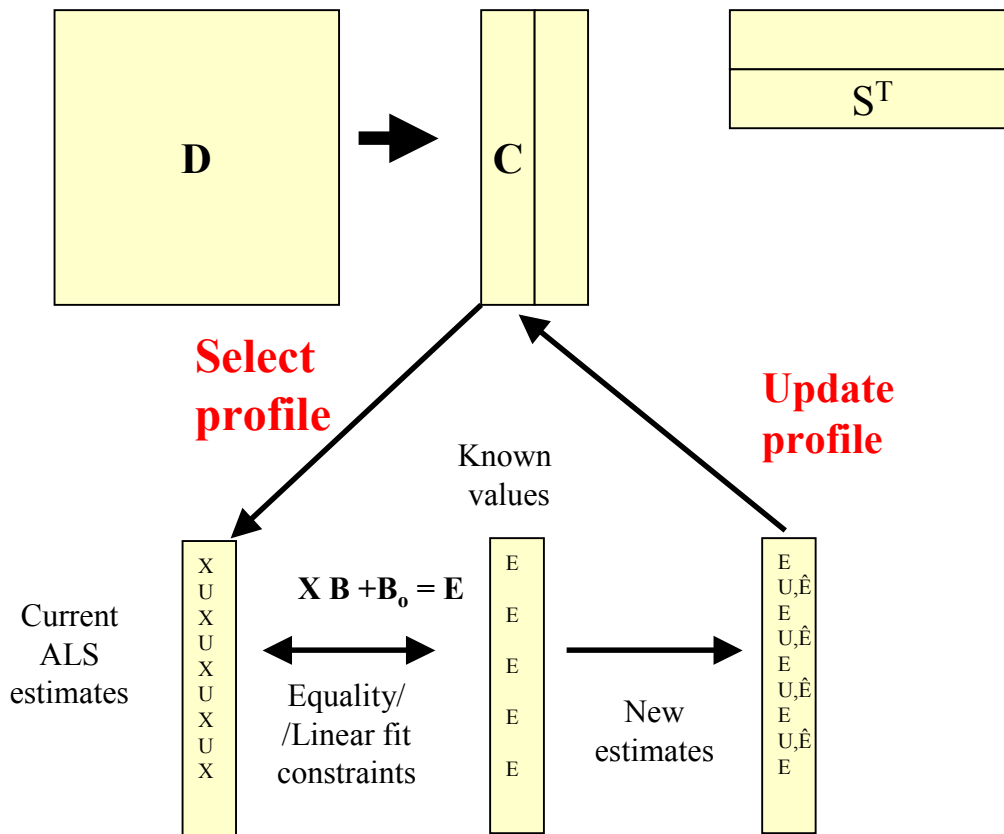 D
C
S^T
Select
profile
Update
profile
Known
values
Current
ALS
estimates
X
U
X
U
X
U
X
U
X
X B +B_o = E
Equality/
/Linear fit
constraints
E
E
E
E
E
New
estimates
E
U,Ê
E
U,Ê
E
U,Ê
E
U,Ê
E